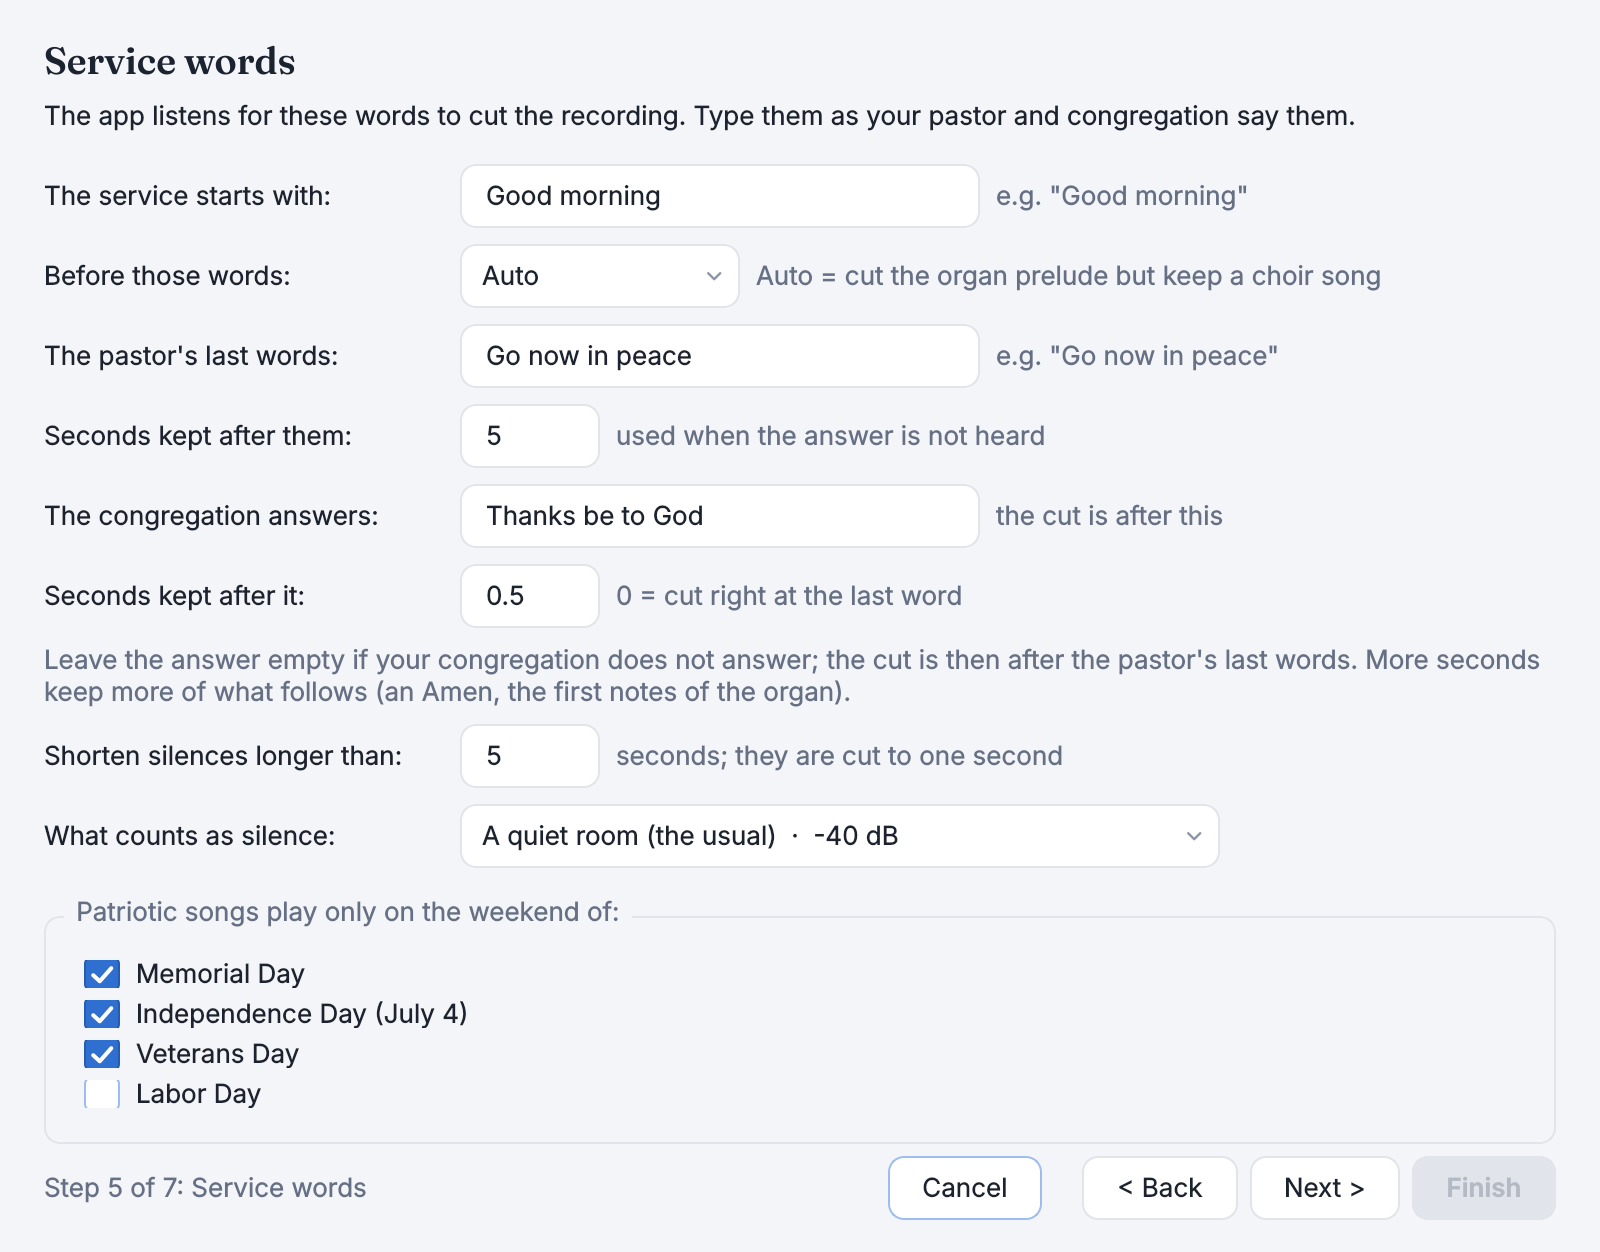 Service words
The app listens for these words to cut the recording. Type them as your pastor and congregation say them.
The service starts with: Good morning e.g. "Good morning"
Before those words: Auto Auto = cut the organ prelude but keep a choir song
The pastor's last words: Go now in peace e.g. "Go now in peace"
Seconds kept after them: 5 used when the answer is not heard
The congregation answers: Thanks be to God the cut is after this
Seconds kept after it: 0.5 0 = cut right at the last word
Leave the answer empty if your congregation does not answer; the cut is then after the pastor's last words. More seconds
keep more of what follows (an Amen, the first notes of the organ).
Shorten silences longer than: 5 seconds; they are cut to one second
What counts as silence: A quiet room (the usual) · -40 dB
Patriotic songs play only on the weekend of:
Memorial Day
Independence Day (July 4)
Veterans Day
Labor Day
Step 5 of 7: Service words Cancel < Back Next > Finish